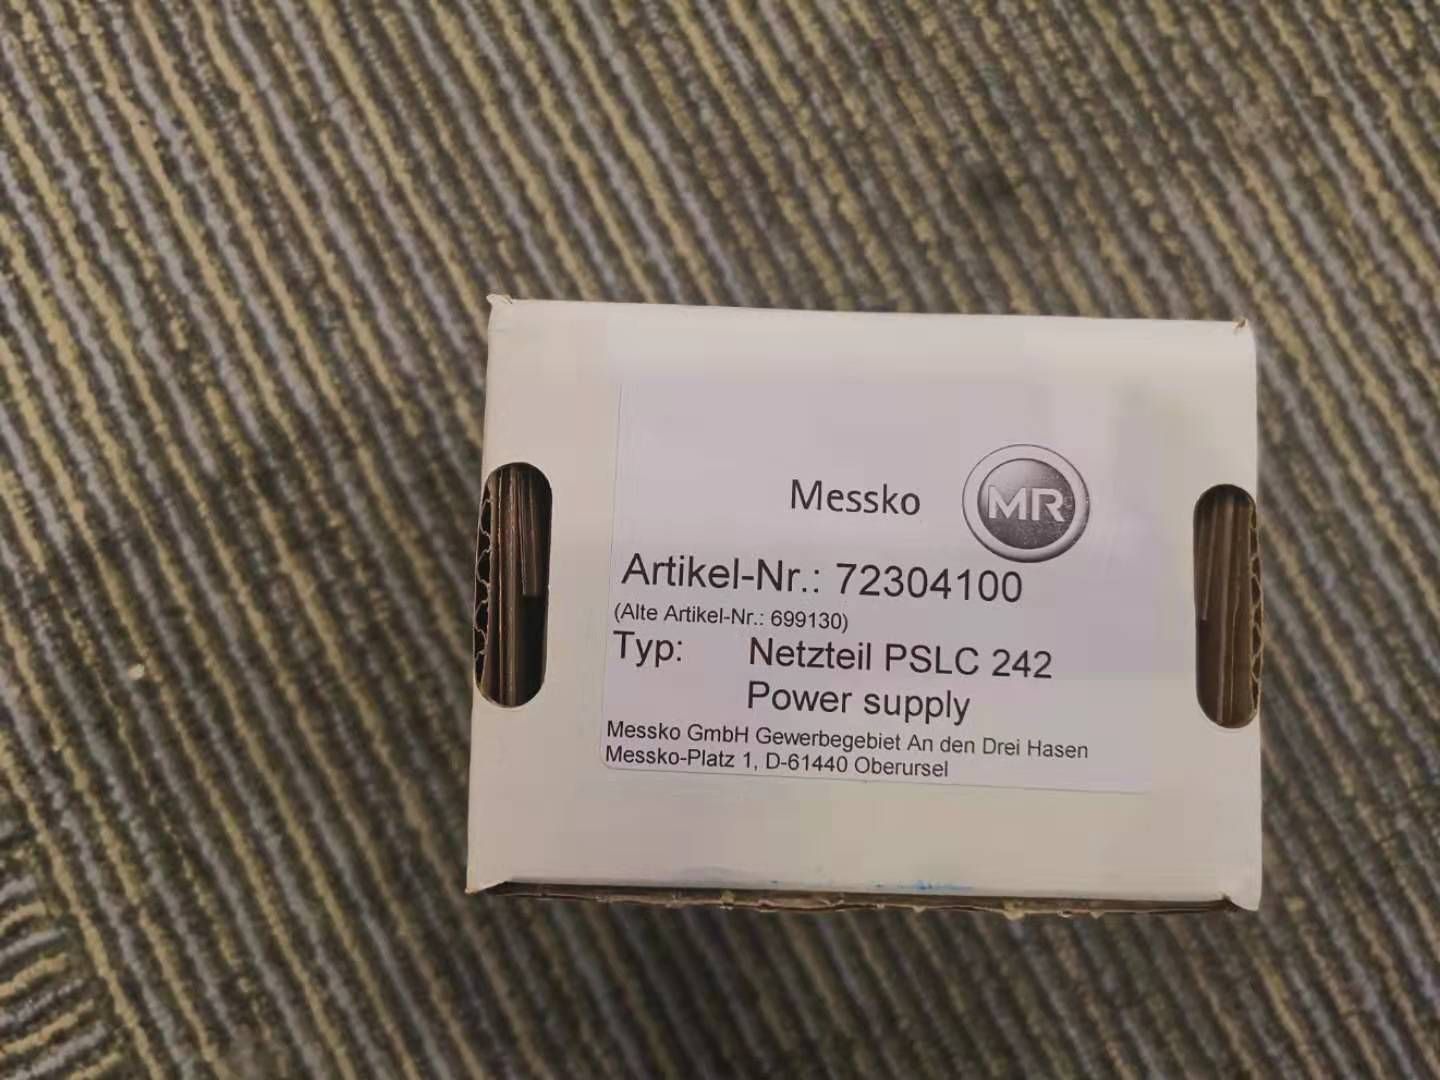 Messko MR
Artikel-Nr.: 72304100
(Alte Artikel-Nr.: 699130)
Typ: Netzteil PSLC 242
Power supply
Messko GmbH Gewerbegebiet An den Drei Hasen
Messko-Platz 1, D-61440 Oberursel